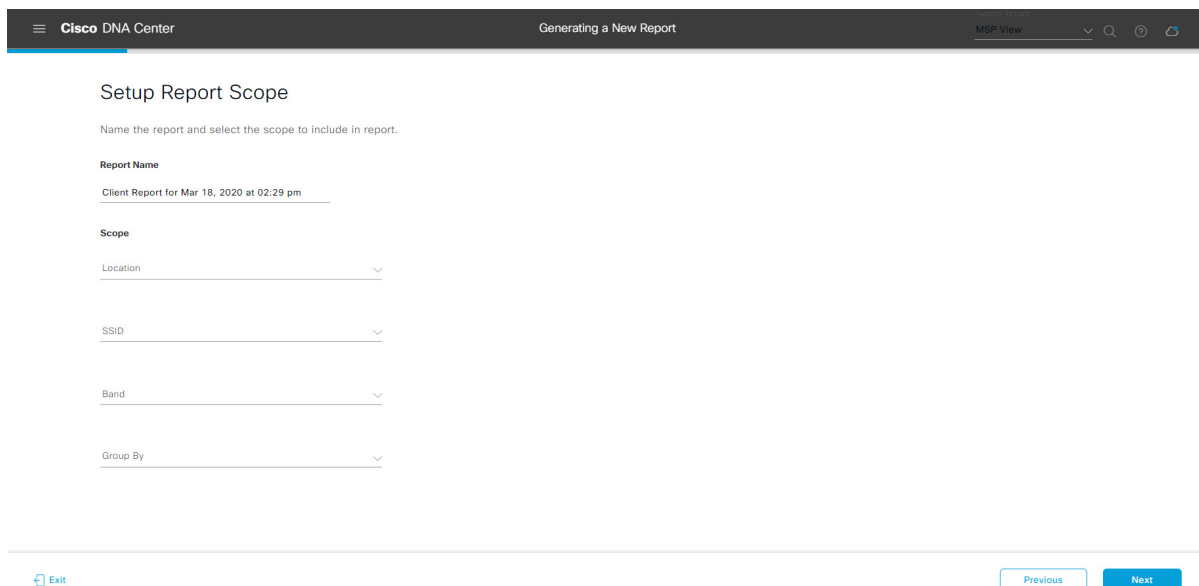 Cisco DNA Center
Generating a New Report
Switch Tenant
MSP View
Setup Report Scope
Name the report and select the scope to include in report.
Report Name
Client Report for Mar 18, 2020 at 02:29 pm
Scope
Location
SSID
Band
Group By
Exit
Previous
Next